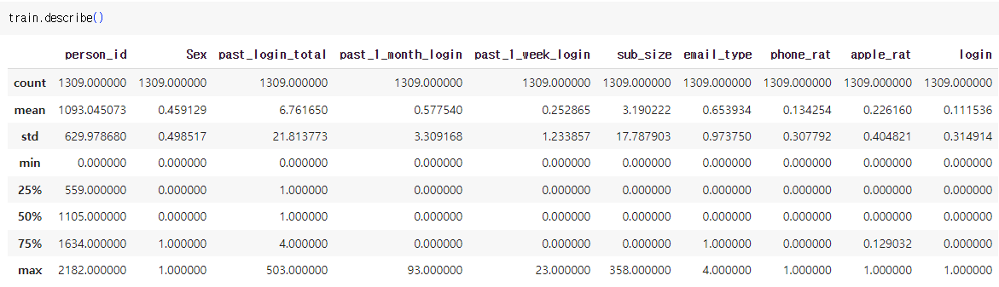 train.describe()
person_id Sex past_login_total past_1_month_login past_1_week_login sub_size email_type phone_rat apple_rat login
count 1309.000000 1309.000000 1309.000000 1309.000000 1309.000000 1309.000000 1309.000000 1309.000000 1309.000000 1309.000000
mean 1093.045073 0.459129 6.761650 0.577540 0.252865 3.190222 0.653934 0.134254 0.226160 0.111536
std 629.978680 0.498517 21.813773 3.309168 1.233857 17.787903 0.973750 0.307792 0.404821 0.314914
min 0.000000 0.000000 0.000000 0.000000 0.000000 0.000000 0.000000 0.000000 0.000000 0.000000
25% 559.000000 0.000000 1.000000 0.000000 0.000000 0.000000 0.000000 0.000000 0.000000 0.000000
50% 1105.000000 0.000000 1.000000 0.000000 0.000000 0.000000 0.000000 0.000000 0.000000 0.000000
75% 1634.000000 1.000000 4.000000 0.000000 0.000000 0.000000 1.000000 0.000000 0.129032 0.000000
max 2182.000000 1.000000 503.000000 93.000000 23.000000 358.000000 4.000000 1.000000 1.000000 1.000000